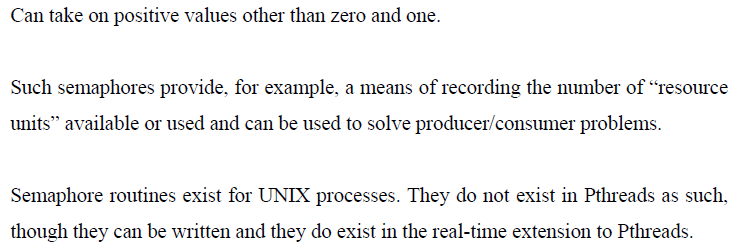 Can take on positive values other than zero and one.
Such semaphores provide, for example, a means of recording the number of “resource
units” available or used and can be used to solve producer/consumer problems.
Semaphore routines exist for UNIX processes. They do not exist in Pthreads as such,
though they can be written and they do exist in the real-time extension to Pthreads.